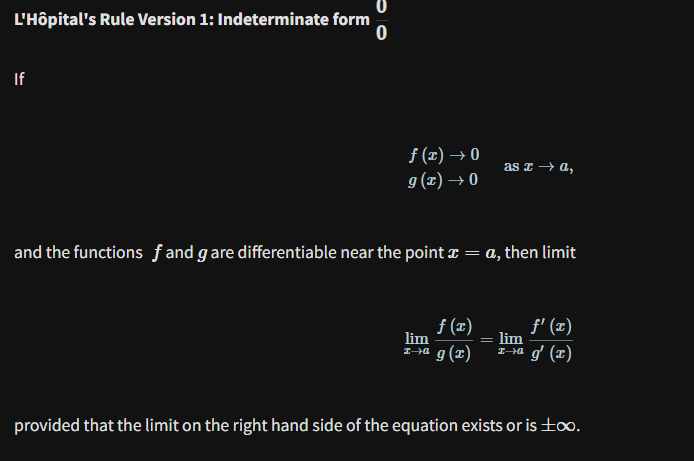 L'Hôpital's Rule Version 1: Indeterminate form 0/0
If
f (x) → 0
g (x) → 0 as x → a,
and the functions f and g are differentiable near the point x = a, then limit
lim x→a f (x) / g (x) = lim x→a f′ (x) / g′ (x)
provided that the limit on the right hand side of the equation exists or is ±∞.